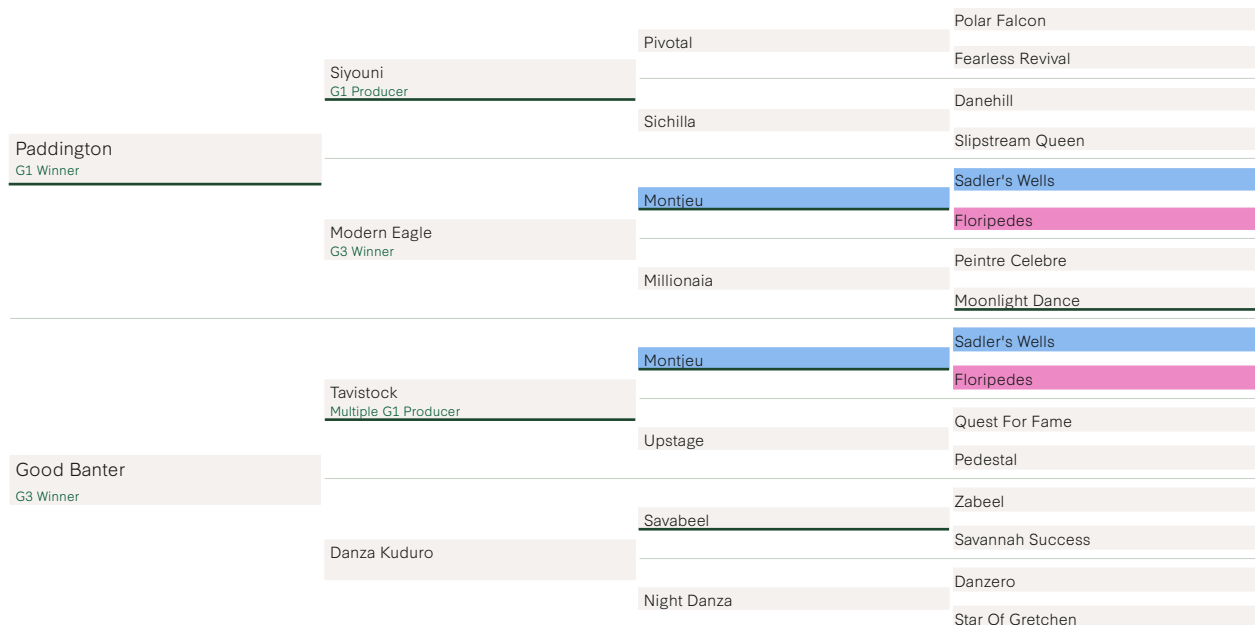 Paddington
G1 Winner
Siyouni
G1 Producer
Pivotal
Polar Falcon
Fearless Revival
Sichilla
Danehill
Slipstream Queen
Modern Eagle
G3 Winner
Montjeu
Sadler's Wells
Floripedes
Millionaia
Peintre Celebre
Moonlight Dance
Good Banter
G3 Winner
Tavistock
Multiple G1 Producer
Montjeu
Sadler's Wells
Floripedes
Upstage
Quest For Fame
Pedestal
Danza Kuduro
Savabeel
Zabeel
Savannah Success
Night Danza
Danzero
Star Of Gretchen